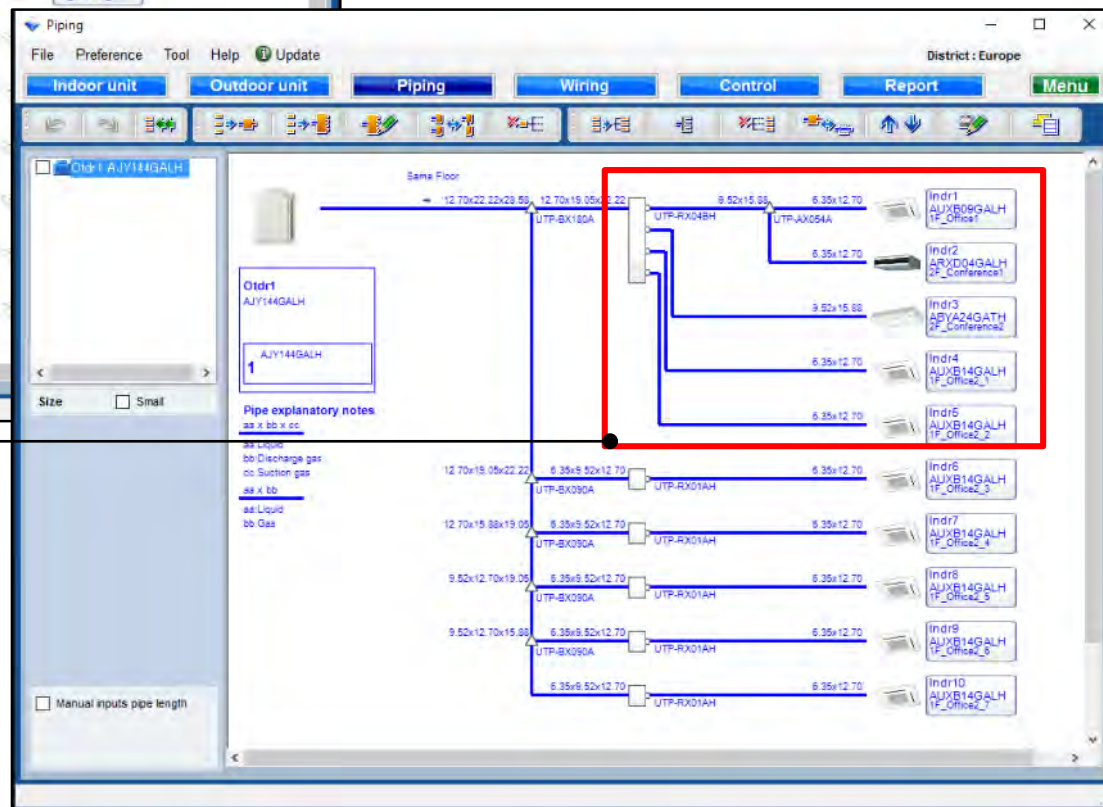 Piping
File Preference Tool Help Update District : Europe
Indoor unit Outdoor unit Piping Wiring Control Report Menu
Otdr1 AJY144GALH
Size Small
Manual inputs pipe length
Same Floor
12.70x22.22x28.58 12.70x19.05x22.22 9.52x15.88 6.35x12.70
UTP-BX180A UTP-RX04BH UTP-AX054A
Indr1
AUXB09GALH
1F_Office1
6.35x12.70
Indr2
ARXD04GALH
2F_Conference1
9.52x15.88
Indr3
ABYA24GATH
2F_Conference2
6.35x12.70
Indr4
AUXB14GALH
1F_Office2_1
6.35x12.70
Indr5
AUXB14GALH
1F_Office2_2
Otdr1
AJY144GALH
AJY144GALH
1
Pipe explanatory notes
aa x bb x cc
aa:Liquid
bb:Discharge gas
cc:Suction gas
aa x bb
aa:Liquid
bb:Gas
12.70x19.05x22.22 6.35x9.52x12.70 6.35x12.70
UTP-BX090A UTP-RX01AH
Indr6
AUXB14GALH
1F_Office2_3
12.70x15.88x19.05 6.35x9.52x12.70 6.35x12.70
UTP-BX090A UTP-RX01AH
Indr7
AUXB14GALH
1F_Office2_4
9.52x12.70x19.05 6.35x9.52x12.70 6.35x12.70
UTP-BX090A UTP-RX01AH
Indr8
AUXB14GALH
1F_Office2_5
9.52x12.70x15.88 6.35x9.52x12.70 6.35x12.70
UTP-BX090A UTP-RX01AH
Indr9
AUXB14GALH
1F_Office2_6
6.35x9.52x12.70 6.35x12.70
UTP-RX01AH
Indr10
AUXB14GALH
1F_Office2_7